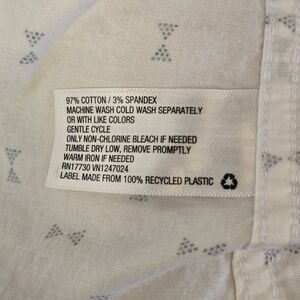 97% COTTON / 3% SPANDEX
MACHINE WASH COLD WASH SEPARATELY
OR WITH LIKE COLORS
GENTLE CYCLE
ONLY NON-CHLORINE BLEACH IF NEEDED
TUMBLE DRY LOW, REMOVE PROMPTLY
WARM IRON IF NEEDED
RN17730 VN1247024
LABEL MADE FROM 100% RECYCLED PLASTIC